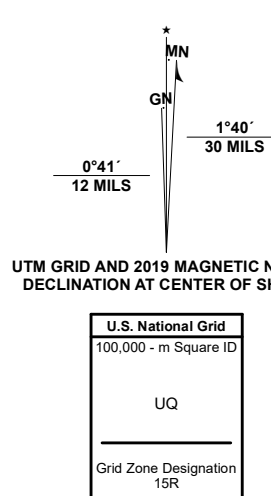 ★
MN
GN
1°40´
30 MILS
0°41´
12 MILS
UTM GRID AND 2019 MAGNETIC N
DECLINATION AT CENTER OF SH
U.S. National Grid
100,000 - m Square ID
UQ
Grid Zone Designation
15R